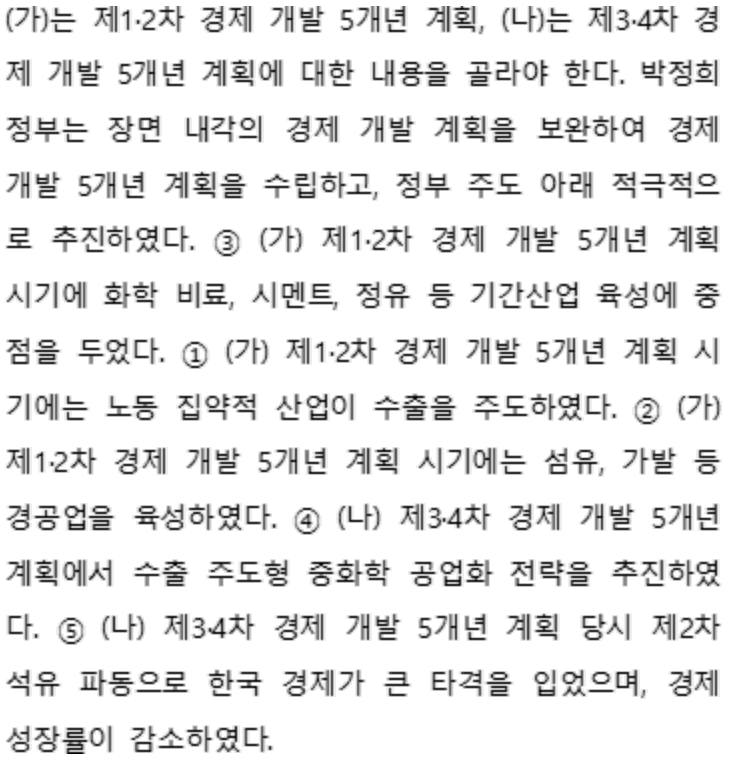 (가)는 제1·2차 경제 개발 5개년 계획, (나)는 제3·4차 경
제 개발 5개년 계획에 대한 내용을 골라야 한다. 박정희
정부는 장면 내각의 경제 개발 계획을 보완하여 경제
개발 5개년 계획을 수립하고, 정부 주도 아래 적극적으
로 추진하였다. ③ (가) 제1·2차 경제 개발 5개년 계획
시기에 화학 비료, 시멘트, 정유 등 기간산업 육성에 중
점을 두었다. ① (가) 제1·2차 경제 개발 5개년 계획 시
기에는 노동 집약적 산업이 수출을 주도하였다. ② (가)
제1·2차 경제 개발 5개년 계획 시기에는 섬유, 가발 등
경공업을 육성하였다. ④ (나) 제3·4차 경제 개발 5개년
계획에서 수출 주도형 중화학 공업화 전략을 추진하였
다. ⑤ (나) 제3·4차 경제 개발 5개년 계획 당시 제2차
석유 파동으로 한국 경제가 큰 타격을 입었으며, 경제
성장률이 감소하였다.